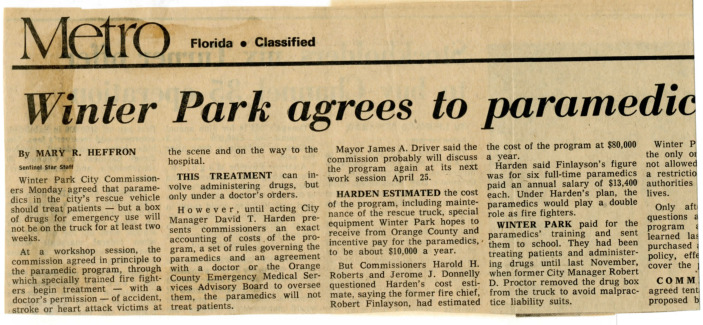 Metro
Florida • Classified
Winter Park agrees to paramedic
By MARY R. HEFFRON
Sentinel Star Staff
Winter Park City Commission-
ers Monday agreed that parame-
dics in the city's rescue vehicle
should treat patients — but a box
of drugs for emergency use will
not be on the truck for at least two
weeks.
At a workshop session, the
commission agreed in principle to
the paramedic program, through
which specially trained fire fight-
ers begin treatment — with a
doctor's permission — of accident,
stroke or heart attack victims at
the scene and on the way to the
hospital.
THIS TREATMENT can in-
volve administering drugs, but
only under a doctor's orders.
However, until acting City
Manager David T. Harden pre-
sents commissioners an exact
accounting of costs of the pro-
gram, a set of rules governing the
paramedics and an agreement
with a doctor or the Orange
County Emergency Medical Ser-
vices Advisory Board to oversee
them, the paramedics will not
treat patients.
Mayor James A. Driver said the
commission probably will discuss
the program again at its next
work session April 25.
HARDEN ESTIMATED the cost
of the program, including mainte-
nance of the rescue truck, special
equipment Winter Park hopes to
receive from Orange County and
incentive pay for the paramedics,
to be about $10,000 a year.
But Commissioners Harold H.
Roberts and Jerome J. Donnelly
questioned Harden's cost esti-
mate, saying the former fire chief,
Robert Finlayson, had estimated
the cost of the program at $80,000
a year.
Harden said Finlayson's figure
was for six full-time paramedics
paid an annual salary of $13,400
each. Under Harden's plan, the
paramedics would play a double
role as fire fighters.
WINTER PARK paid for the
paramedics' training and sent
them to school. They had been
treating patients and administer-
ing drugs until last November,
when former City Manager Robert
D. Proctor removed the drug box
from the truck to avoid malprac-
tice liability suits.
Winter P
the only o
not allowed
a restrictio
authorities
lives.
Only aft
questions a
program
learned las
purchased
policy, effe
cover the
COMM
agreed tent
proposed b